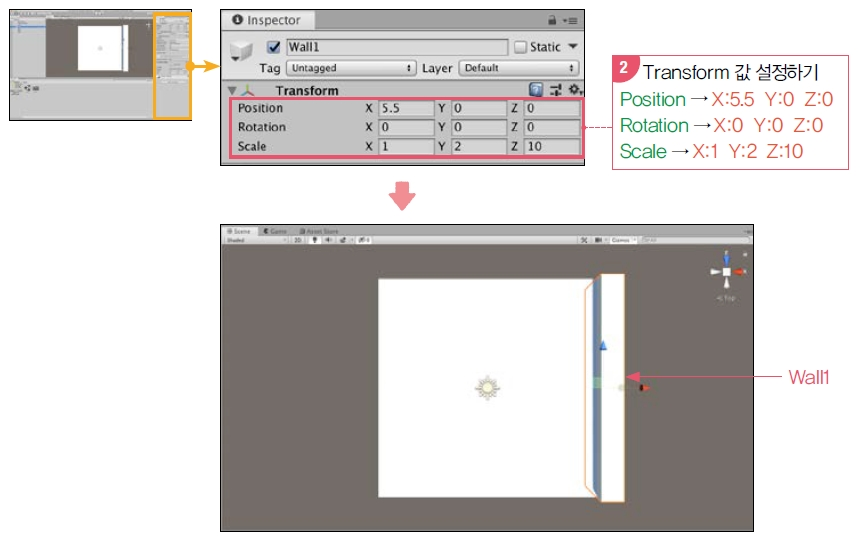 Inspector
Wall1
Static
Tag Untagged Layer Default
Transform
Position X 5.5 Y 0 Z 0
Rotation X 0 Y 0 Z 0
Scale X 1 Y 2 Z 10
2 Transform 값 설정하기
Position → X:5.5 Y:0 Z:0
Rotation → X:0 Y:0 Z:0
Scale → X:1 Y:2 Z:10
Scene Game Asset Store
Shaded 2D Gizmos
Top
Wall1